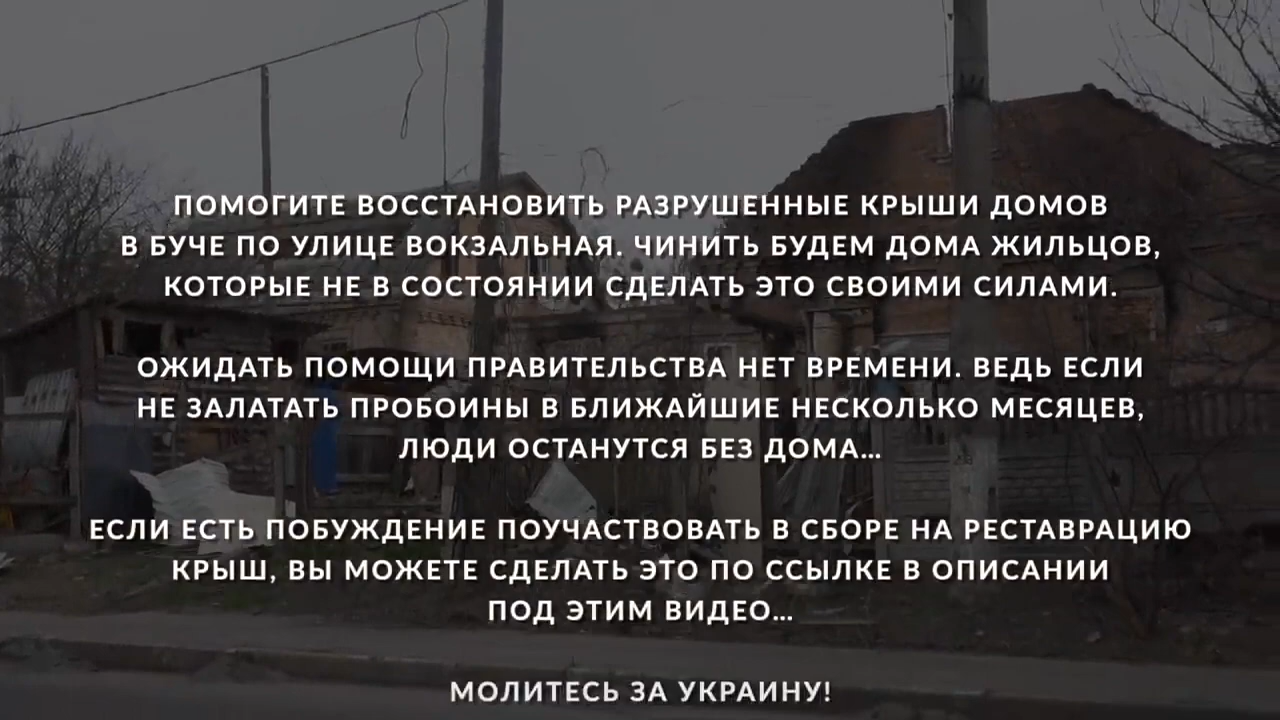 ПОМОГИТЕ ВОССТАНОВИТЬ РАЗРУШЕННЫЕ КРЫШИ ДОМОВ
В БУЧЕ ПО УЛИЦЕ ВОКЗАЛЬНАЯ. ЧИНИТЬ БУДЕМ ДОМА ЖИЛЬЦОВ,
КОТОРЫЕ НЕ В СОСТОЯНИИ СДЕЛАТЬ ЭТО СВОИМИ СИЛАМИ.
ОЖИДАТЬ ПОМОЩИ ПРАВИТЕЛЬСТВА НЕТ ВРЕМЕНИ. ВЕДЬ ЕСЛИ
НЕ ЗАЛАТАТЬ ПРОБОИНЫ В БЛИЖАЙШИЕ НЕСКОЛЬКО МЕСЯЦЕВ,
ЛЮДИ ОСТАНУТСЯ БЕЗ ДОМА...
ЕСЛИ ЕСТЬ ПОБУЖДЕНИЕ ПОУЧАСТВОВАТЬ В СБОРЕ НА РЕСТАВРАЦИЮ
КРЫШ, ВЫ МОЖЕТЕ СДЕЛАТЬ ЭТО ПО ССЫЛКЕ В ОПИСАНИИ
ПОД ЭТИМ ВИДЕО...
МОЛИТЕСЬ ЗА УКРАИНУ!